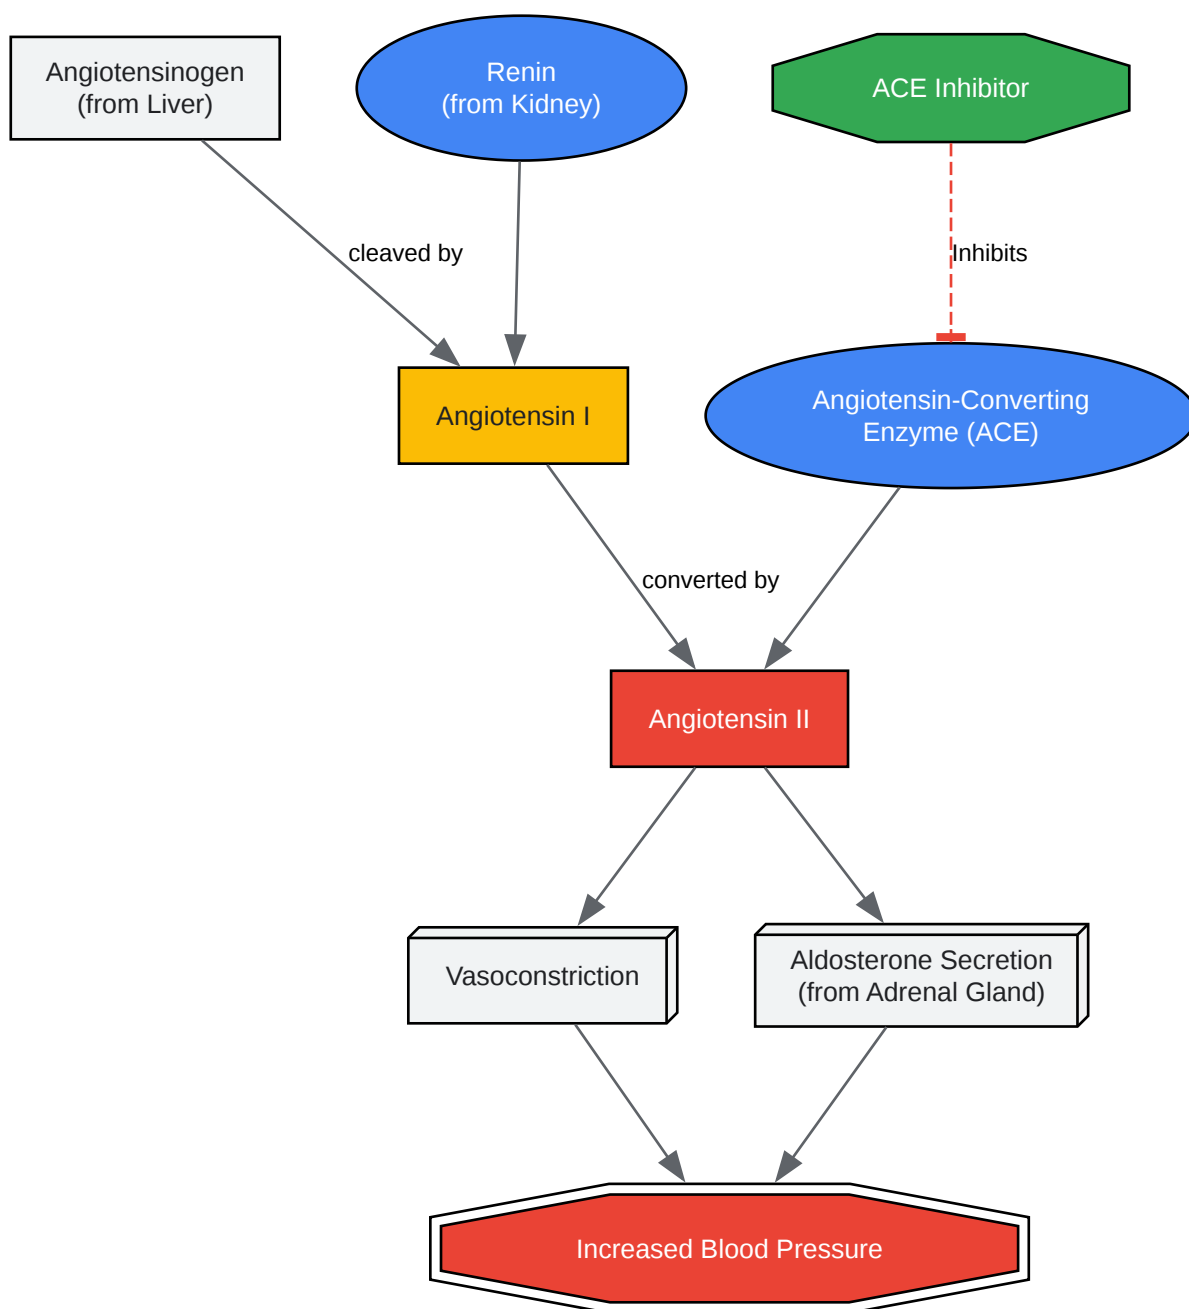 Angiotensinogen
(from Liver)
Renin
(from Kidney)
ACE Inhibitor
cleaved by
Inhibits
Angiotensin I
Angiotensin-Converting
Enzyme (ACE)
converted by
Angiotensin II
Vasoconstriction
Aldosterone Secretion
(from Adrenal Gland)
Increased Blood Pressure